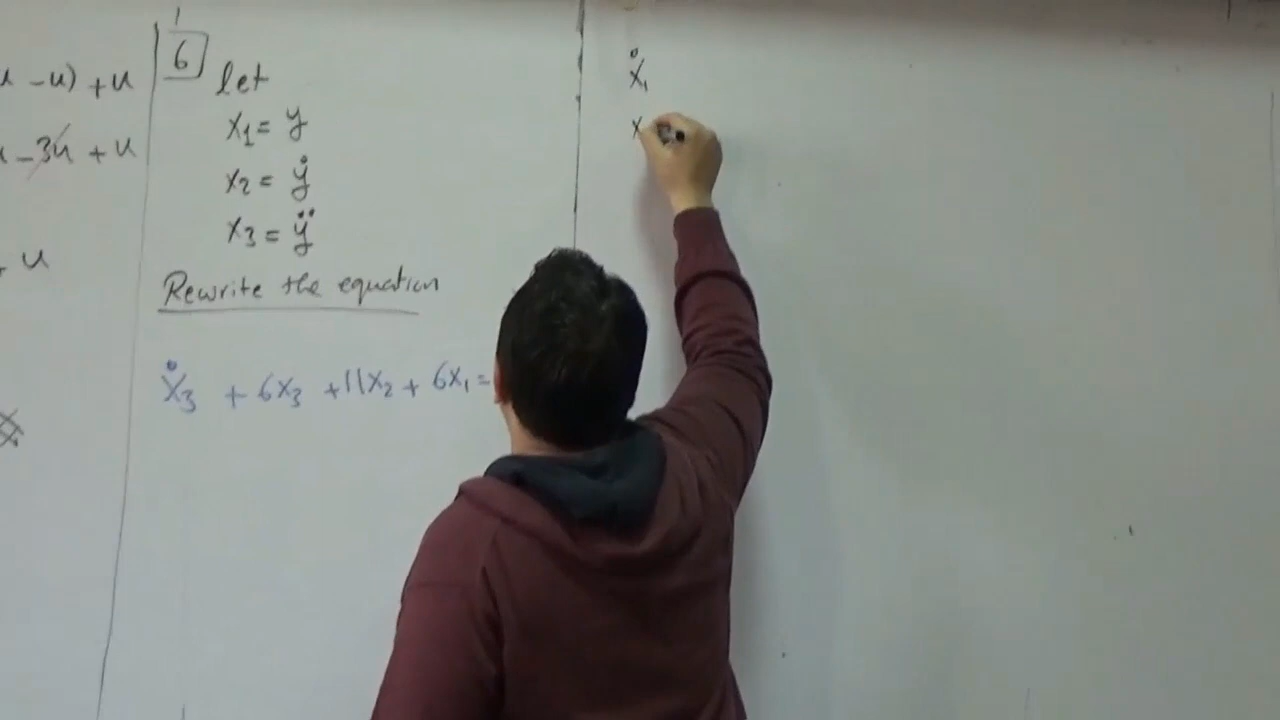 u - u) + u
u - 3u + u
+ u
6
let
x₁ = y
x₂ = ẏ
x₃ = ÿ
Rewrite the equation
ẋ₃ + 6x₃ + 11x₂ + 6x₁ =
ẋ₁
x